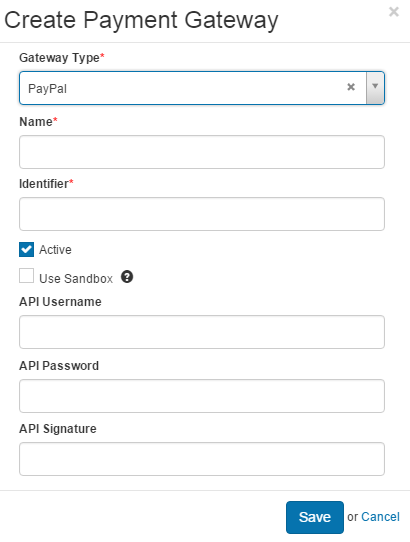 Create Payment Gateway
Gateway Type*
PayPal
Name*
Identifier*
Active
Use Sandbox
API Username
API Password
API Signature
Save or Cancel